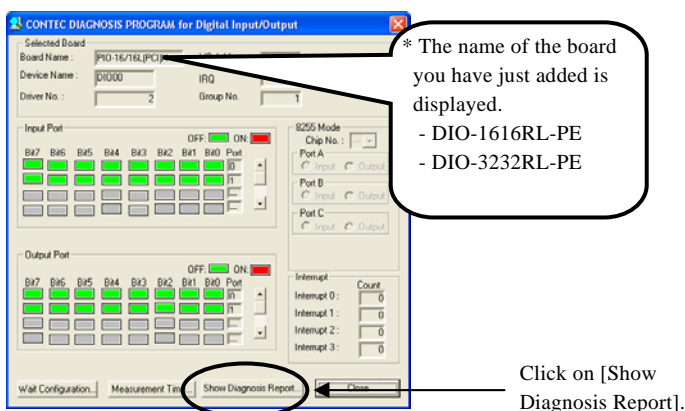 CONTEC DIAGNOSIS PROGRAM for Digital Input/Output
Selected Board
Board Name : PIO-16/16L(PCI)
Device Name : DIO00 IRQ
Driver No. : 2 Group No. 1
* The name of the board
you have just added is
displayed.
- DIO-1616RL-PE
- DIO-3232RL-PE
Input Port
OFF: ON:
Bit7 Bit6 Bit5 Bit4 Bit3 Bit2 Bit1 Bit0 Port
0
1
---
---
8255 Mode
Chip No. : --
Port A
Input Output
Port B
Input Output
Port C
Input Output
Output Port
OFF: ON:
Bit7 Bit6 Bit5 Bit4 Bit3 Bit2 Bit1 Bit0 Port
0
1
---
---
Interrupt
Count
Interrupt 0 : 0
Interrupt 1 : 0
Interrupt 2 : 0
Interrupt 3 : 0
Wait Configuration... Measurement Time... Show Diagnosis Report... Close
Click on [Show
Diagnosis Report].